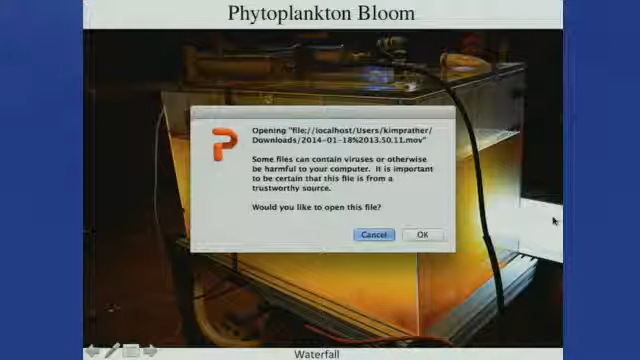 Phytoplankton Bloom
Opening "file://localhost/Users/kimprather/
Downloads/2014-01-18%2013.50.11.mov"
Some files can contain viruses or otherwise
be harmful to your computer. It is important
to be certain that this file is from a
trustworthy source.
Would you like to open this file?
Cancel
OK
Waterfall